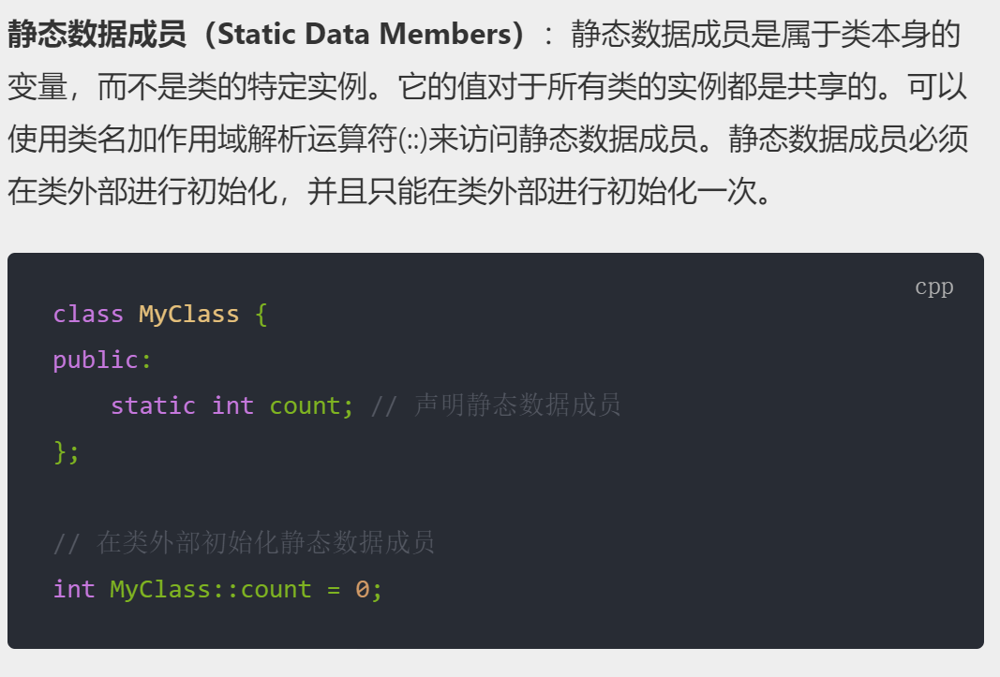 静态数据成员（Static Data Members）：静态数据成员是属于类本身的
变量，而不是类的特定实例。它的值对于所有类的实例都是共享的。可以
使用类名加作用域解析运算符(::)来访问静态数据成员。静态数据成员必须
在类外部进行初始化，并且只能在类外部进行初始化一次。
cpp
class MyClass {
public:
    static int count; // 声明静态数据成员
};
// 在类外部初始化静态数据成员
int MyClass::count = 0;